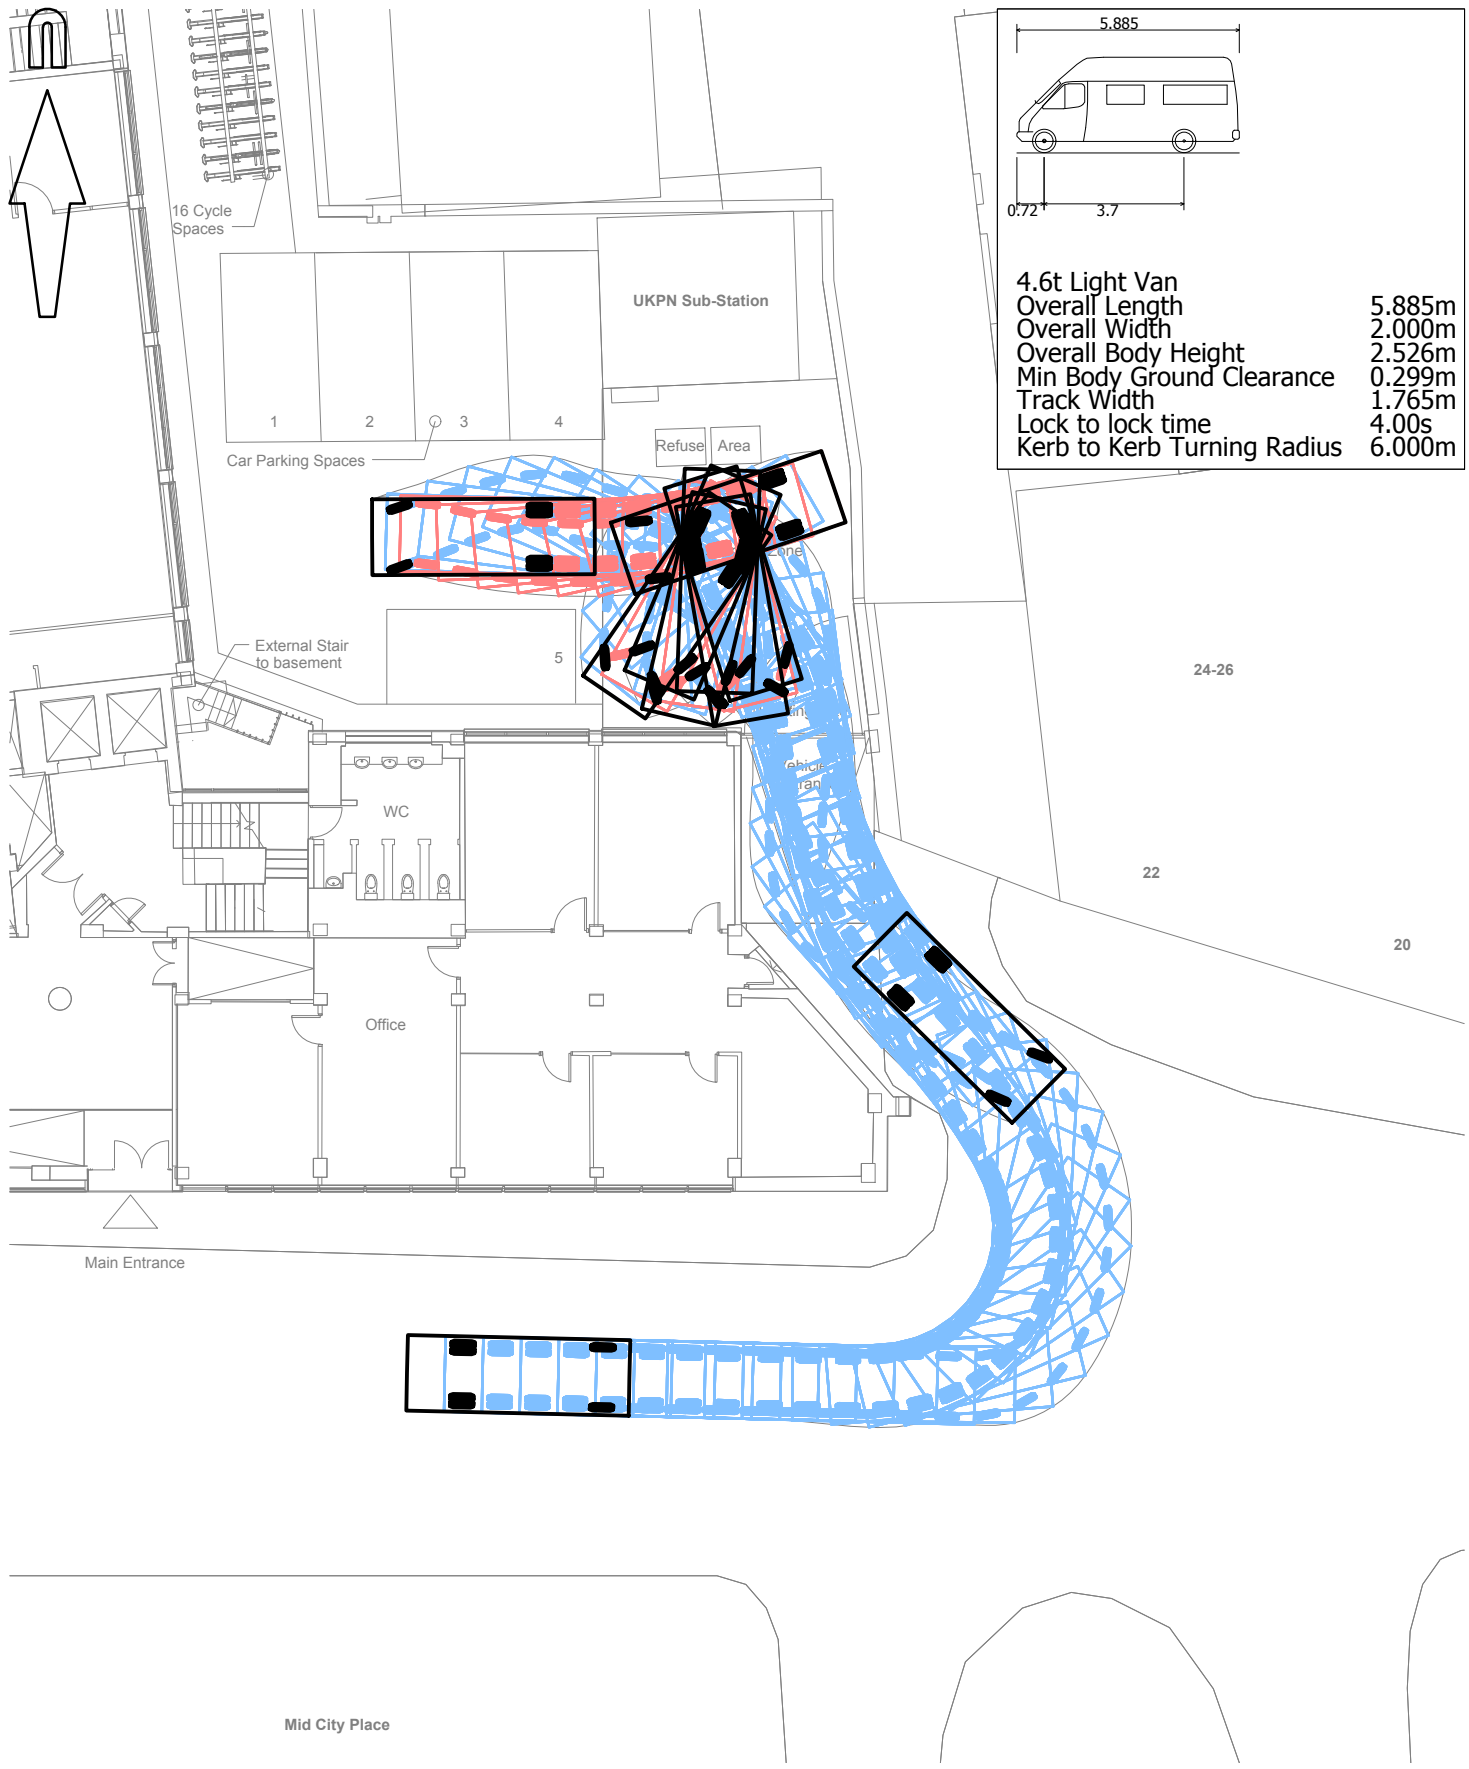 5.885
0.72
3.7
4.6t Light Van
Overall Length 5.885m
Overall Width 2.000m
Overall Body Height 2.526m
Min Body Ground Clearance 0.299m
Track Width 1.765m
Lock to lock time 4.00s
Kerb to Kerb Turning Radius 6.000m
16 Cycle
Spaces
UKPN Sub-Station
1
2
3
4
Car Parking Spaces
Refuse
Area
Zone
External Stair
to basement
5
24-26
WC
22
20
Office
Main Entrance
Mid City Place